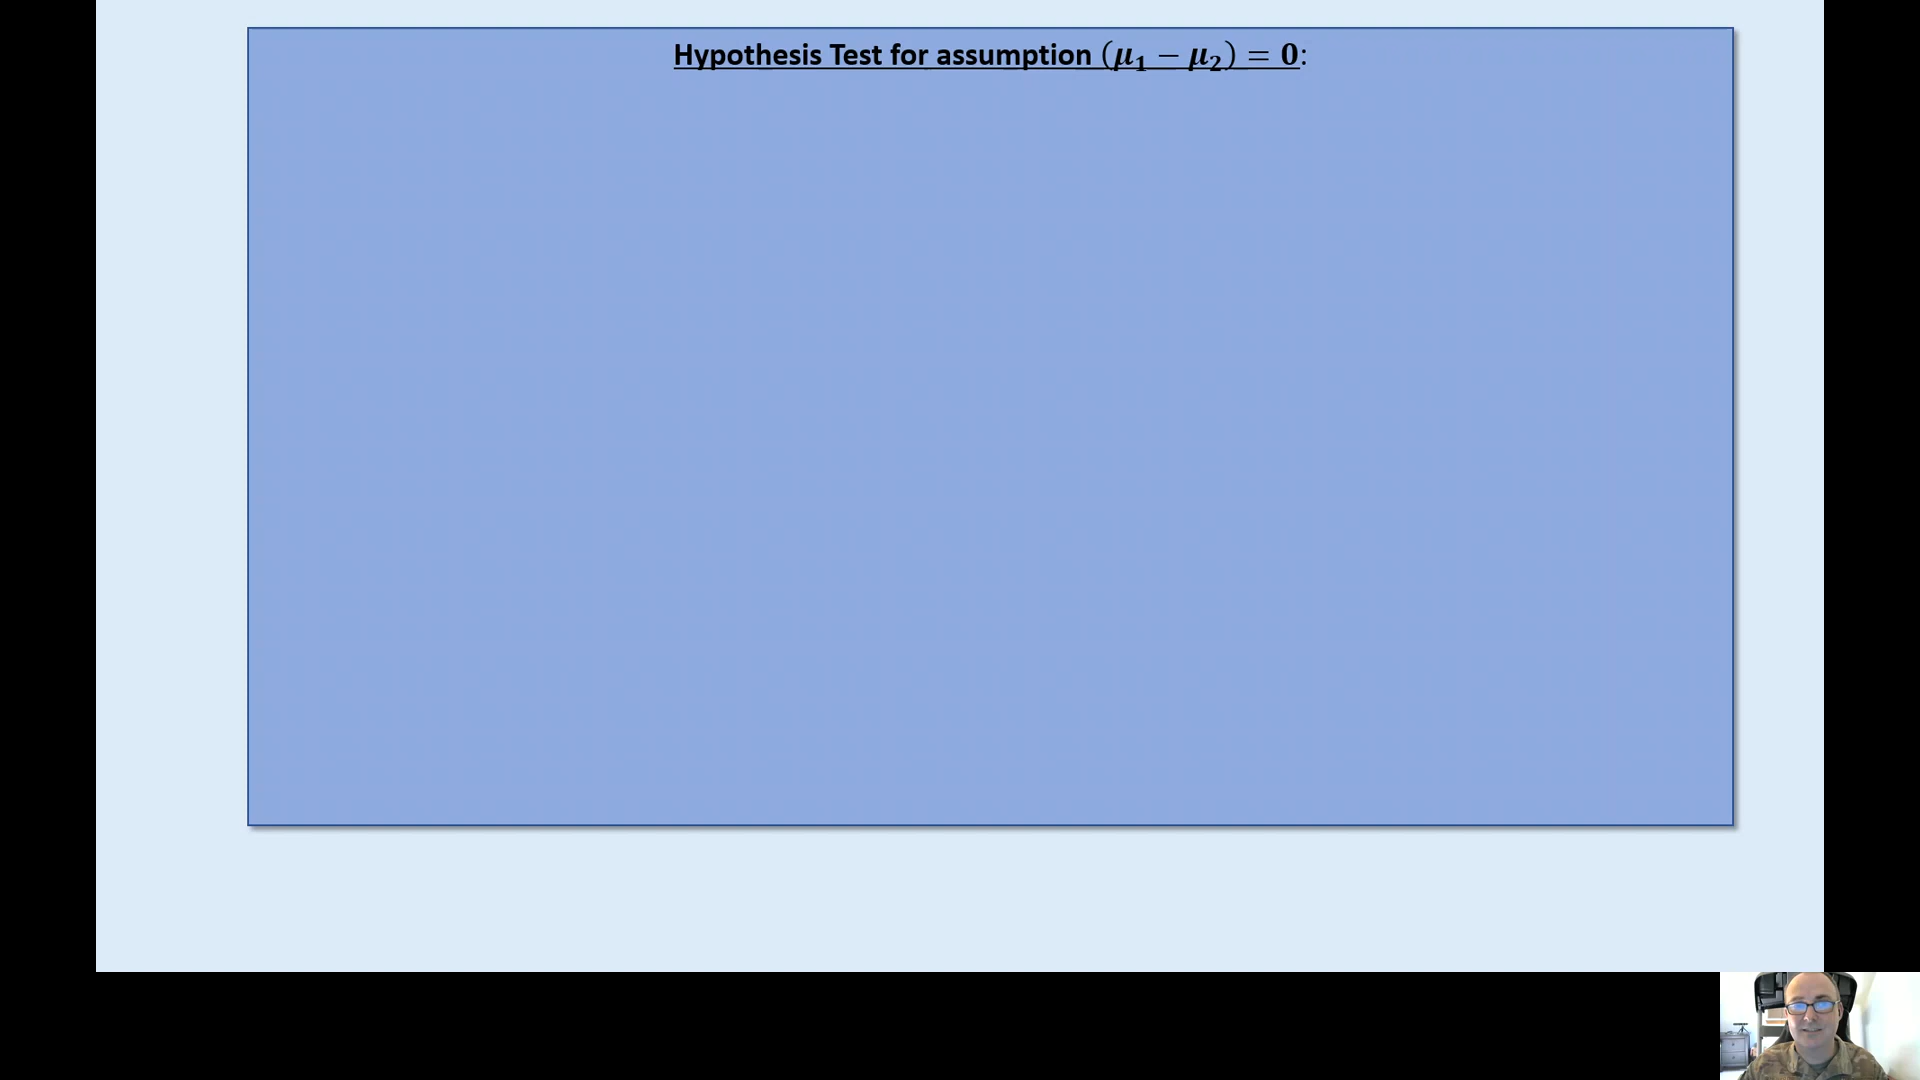 Hypothesis Test for assumption (μ₁ − μ₂) = 0: